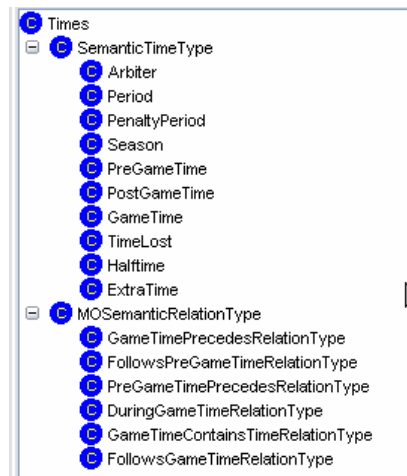 C Times
C SemanticTimeType
C Arbiter
C Period
C PenaltyPeriod
C Season
C PreGameTime
C PostGameTime
C GameTime
C TimeLost
C Halftime
C ExtraTime
C MOSemanticRelationType
C GameTimePrecedesRelationType
C FollowsPreGameTimeRelationType
C PreGameTimePrecedesRelationType
C DuringGameTimeRelationType
C GameTimeContainsTimeRelationType
C FollowsGameTimeRelationType